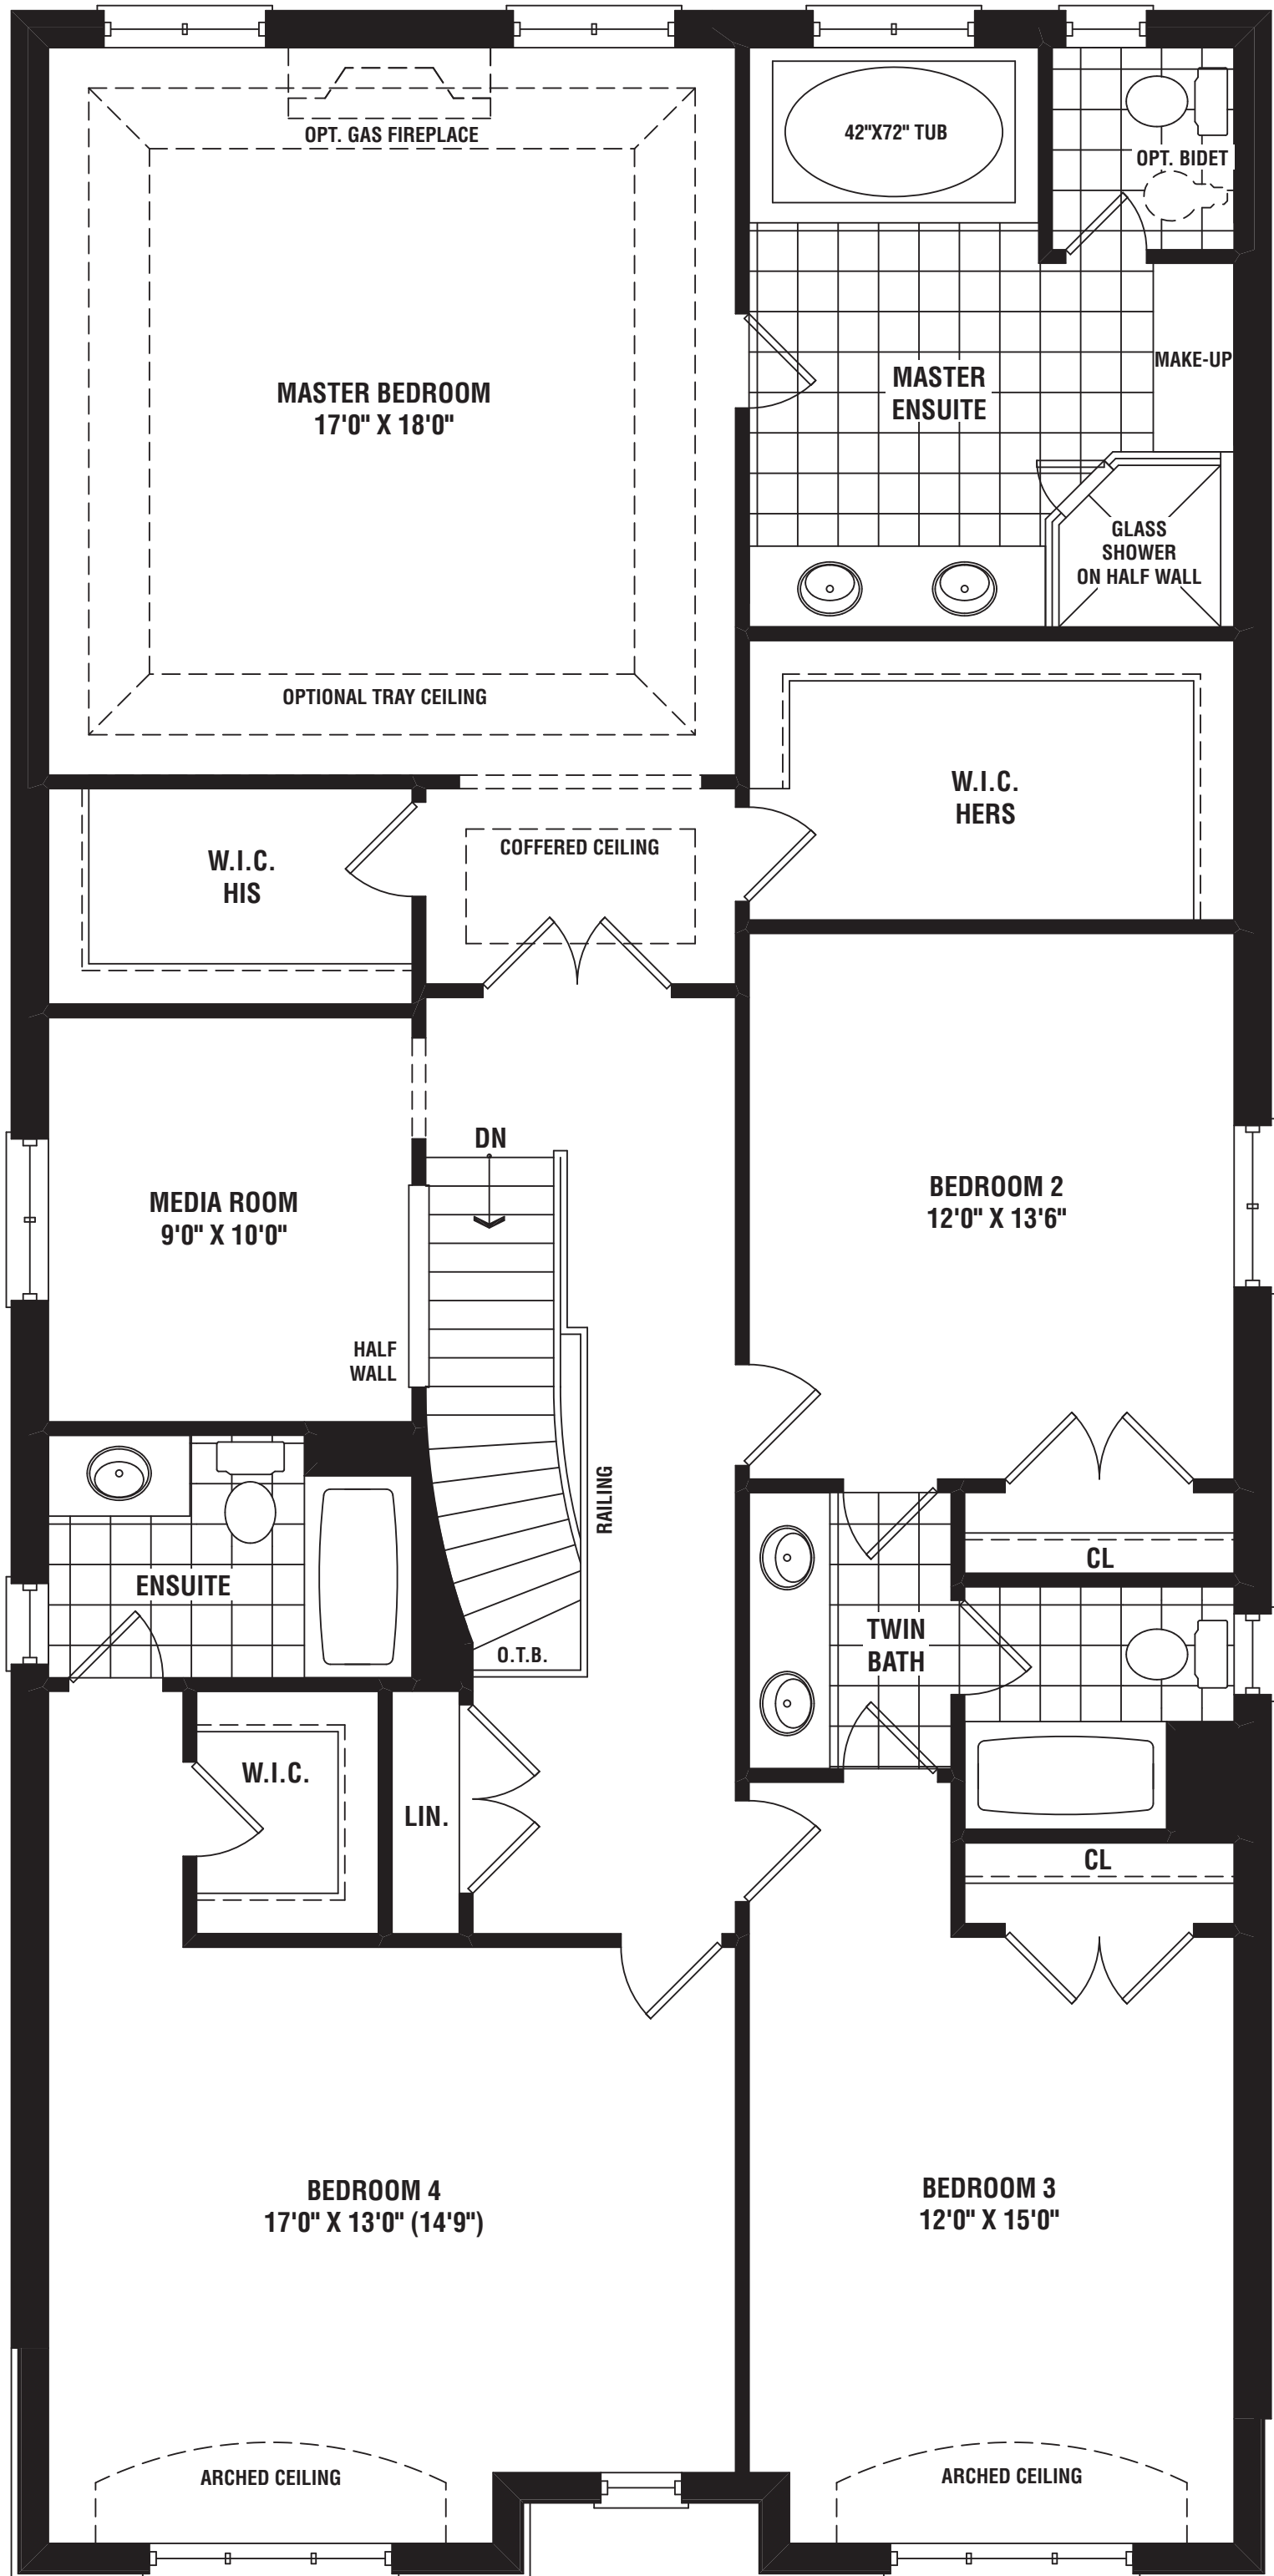 42"X72" TUB
OPT. GAS FIREPLACE
OPT. BIDET
MASTER BEDROOM
17'0" X 18'0"
MASTER
ENSUITE
MAKE-UP
GLASS
SHOWER
ON HALF WALL
OPTIONAL TRAY CEILING
W.I.C.
HERS
COFFERED CEILING
W.I.C.
HIS
DN
MEDIA ROOM
9'0" X 10'0"
BEDROOM 2
12'0" X 13'6"
HALF
WALL
RAILING
ENSUITE
CL
TWIN
BATH
O.T.B.
W.I.C.
LIN.
CL
BEDROOM 4
17'0" X 13'0" (14'9")
BEDROOM 3
12'0" X 15'0"
ARCHED CEILING
ARCHED CEILING